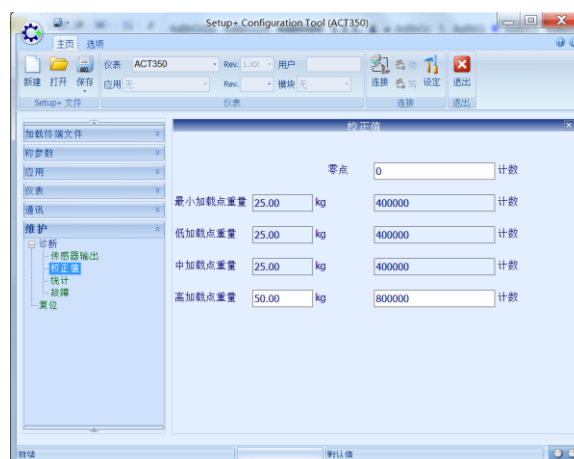 Setup+ Configuration Tool (ACT350)
主页 选项
新建 打开 保存
仪表 ACT350 Rev. 1.XX 用户
应用 无 Rev. 模块 无
连接 读 写 设定 退出
Setup+ 文件 仪表 连接 退出
加载终端文件
称参数
应用
仪表
通讯
维护
诊断
传感器输出
校正值
统计
故障
复位
校正值
零点 0 计数
最小加载点重量 25.00 kg 400000 计数
低加载点重量 25.00 kg 400000 计数
中加载点重量 25.00 kg 400000 计数
高加载点重量 50.00 kg 800000 计数
就绪 默认值